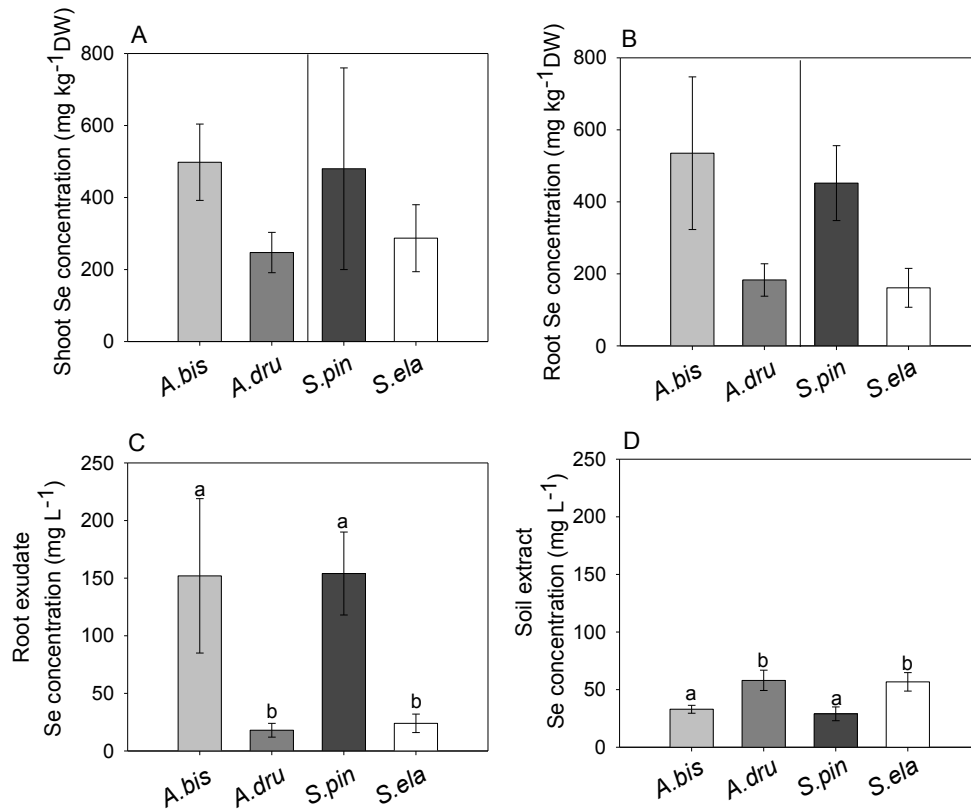 A
Shoot Se concentration (mg kg⁻¹DW)
800
600
400
200
0
A.bis
A.dru
S.pin
S.ela
B
Root Se concentration (mg kg⁻¹DW)
800
600
400
200
0
A.bis
A.dru
S.pin
S.ela
C
Root exudate
Se concentration (mg L⁻¹)
250
200
150
100
50
0
a
b
a
b
A.bis
A.dru
S.pin
S.ela
D
Soil extract
Se concentration (mg L⁻¹)
250
200
150
100
50
0
a
b
a
b
A.bis
A.dru
S.pin
S.ela